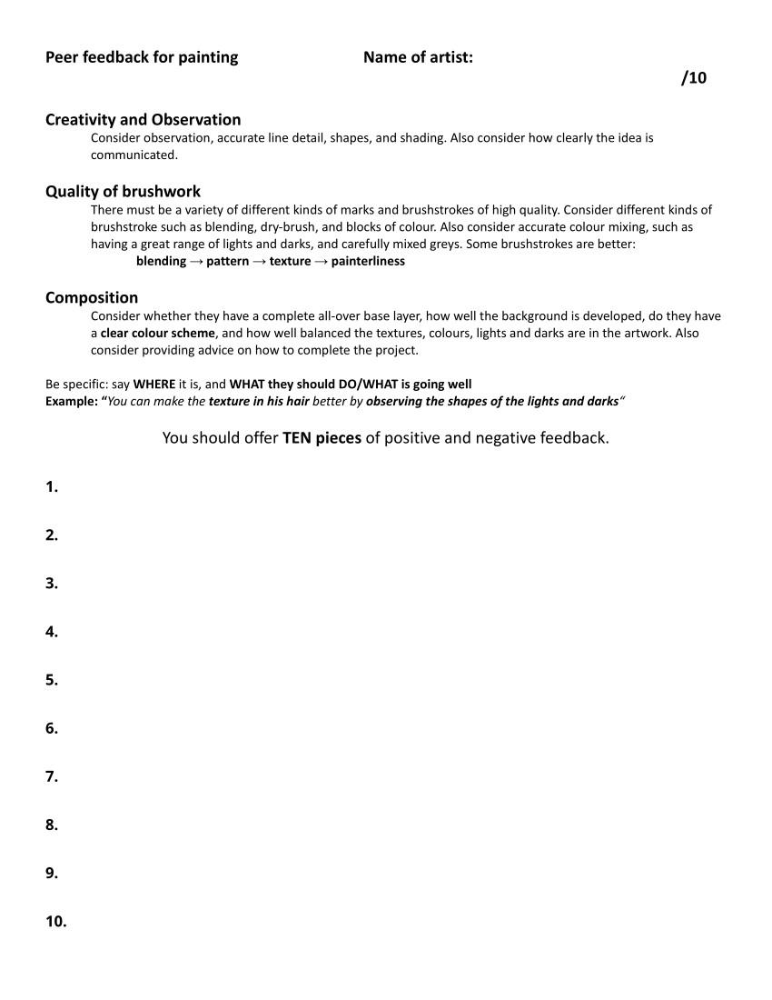 Peer feedback for painting Name of artist:
/10
Creativity and Observation
Consider observation, accurate line detail, shapes, and shading. Also consider how clearly the idea is
communicated.
Quality of brushwork
There must be a variety of different kinds of marks and brushstrokes of high quality. Consider different kinds of
brushstroke such as blending, dry-brush, and blocks of colour. Also consider accurate colour mixing, such as
having a great range of lights and darks, and carefully mixed greys. Some brushstrokes are better:
blending → pattern → texture → painterliness
Composition
Consider whether they have a complete all-over base layer, how well the background is developed, do they have
a clear colour scheme, and how well balanced the textures, colours, lights and darks are in the artwork. Also
consider providing advice on how to complete the project.
Be specific: say WHERE it is, and WHAT they should DO/WHAT is going well
Example: “You can make the texture in his hair better by observing the shapes of the lights and darks“
You should offer TEN pieces of positive and negative feedback.
1.
2.
3.
4.
5.
6.
7.
8.
9.
10.